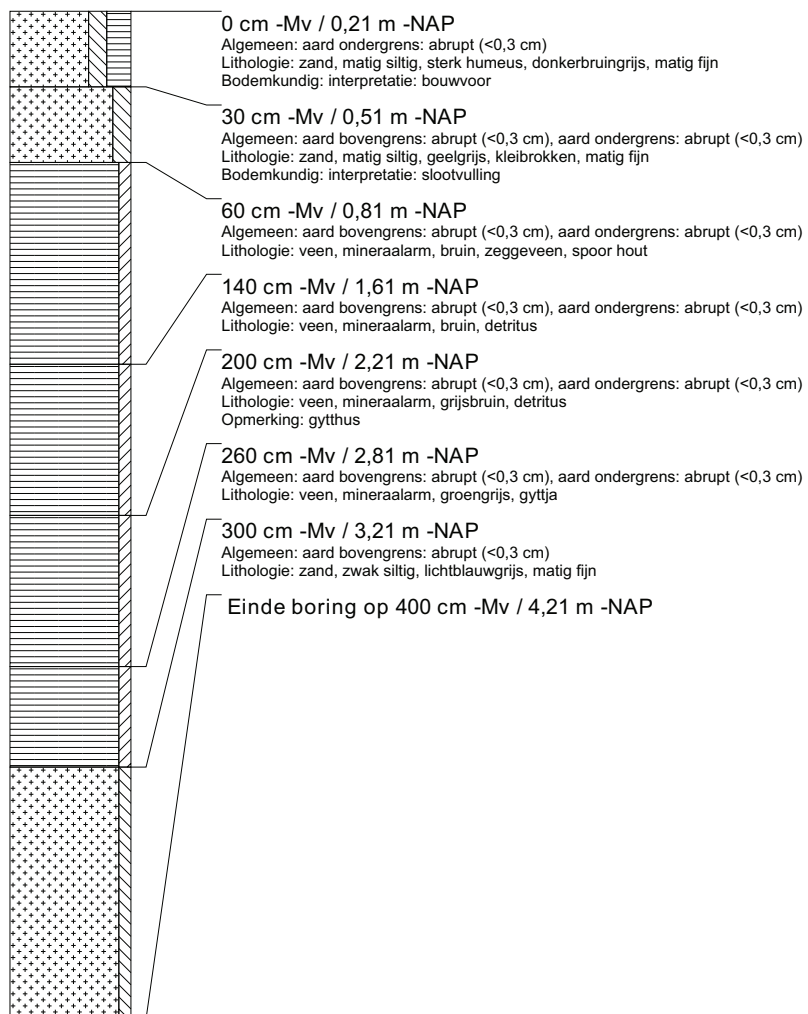 0 cm -Mv / 0,21 m -NAP
Algemeen: aard ondergrens: abrupt (<0,3 cm)
Lithologie: zand, matig siltig, sterk humeus, donkerbruingrijs, matig fijn
Bodemkundig: interpretatie: bouwvoor
30 cm -Mv / 0,51 m -NAP
Algemeen: aard bovengrens: abrupt (<0,3 cm), aard ondergrens: abrupt (<0,3 cm)
Lithologie: zand, matig siltig, geelgrijs, kleibrokken, matig fijn
Bodemkundig: interpretatie: slootvulling
60 cm -Mv / 0,81 m -NAP
Algemeen: aard bovengrens: abrupt (<0,3 cm), aard ondergrens: abrupt (<0,3 cm)
Lithologie: veen, mineraalarm, bruin, zeggeveen, spoor hout
140 cm -Mv / 1,61 m -NAP
Algemeen: aard bovengrens: abrupt (<0,3 cm), aard ondergrens: abrupt (<0,3 cm)
Lithologie: veen, mineraalarm, bruin, detritus
200 cm -Mv / 2,21 m -NAP
Algemeen: aard bovengrens: abrupt (<0,3 cm), aard ondergrens: abrupt (<0,3 cm)
Lithologie: veen, mineraalarm, grijsbruin, detritus
Opmerking: gytthus
260 cm -Mv / 2,81 m -NAP
Algemeen: aard bovengrens: abrupt (<0,3 cm), aard ondergrens: abrupt (<0,3 cm)
Lithologie: veen, mineraalarm, groengrijs, gyttja
300 cm -Mv / 3,21 m -NAP
Algemeen: aard bovengrens: abrupt (<0,3 cm)
Lithologie: zand, zwak siltig, lichtblauwgrijs, matig fijn
Einde boring op 400 cm -Mv / 4,21 m -NAP